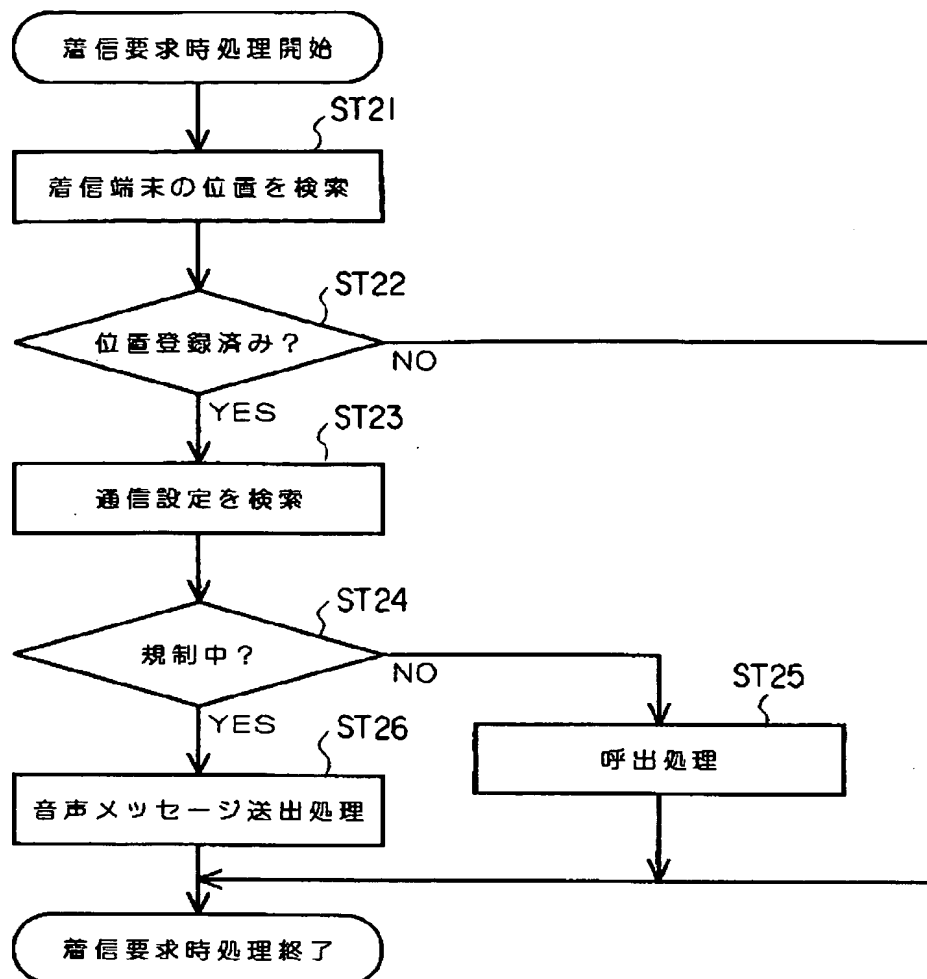 着信要求時処理開始
ST21
着信端末の位置を検索
ST22
位置登録済み?
NO
YES
ST23
通信設定を検索
ST24
規制中?
NO
YES
ST25
呼出処理
ST26
音声メッセージ送出処理
着信要求時処理終了